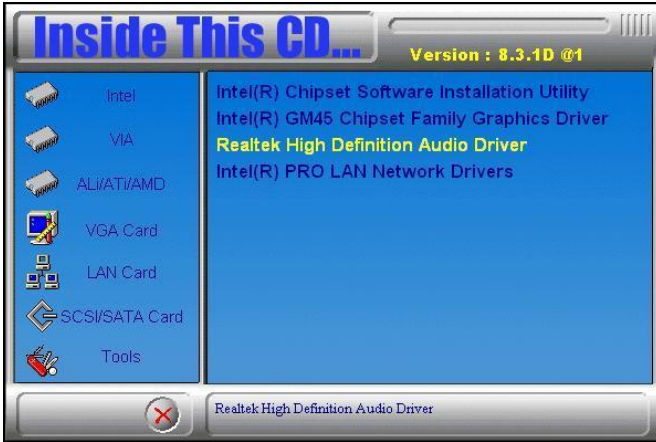 Inside This CD...
Version : 8.3.1D @1
Intel
VIA
ALi/ATi/AMD
VGA Card
LAN Card
SCSI/SATA Card
Tools
Intel(R) Chipset Software Installation Utility
Intel(R) GM45 Chipset Family Graphics Driver
Realtek High Definition Audio Driver
Intel(R) PRO LAN Network Drivers
Realtek High Definition Audio Driver